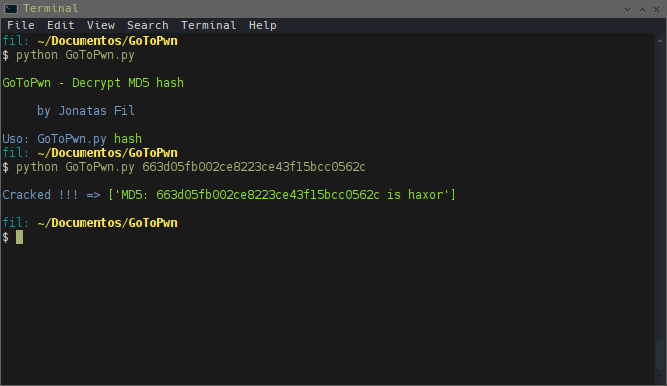 Terminal
File Edit View Search Terminal Help
fil: ~/Documentos/GoToPwn
$ python GoToPwn.py
GoToPwn - Decrypt MD5 hash
by Jonatas Fil
Uso: GoToPwn.py hash
fil: ~/Documentos/GoToPwn
$ python GoToPwn.py 663d05fb002ce8223ce43f15bcc0562c
Cracked !!! => ['MD5: 663d05fb002ce8223ce43f15bcc0562c is haxor']
fil: ~/Documentos/GoToPwn
$